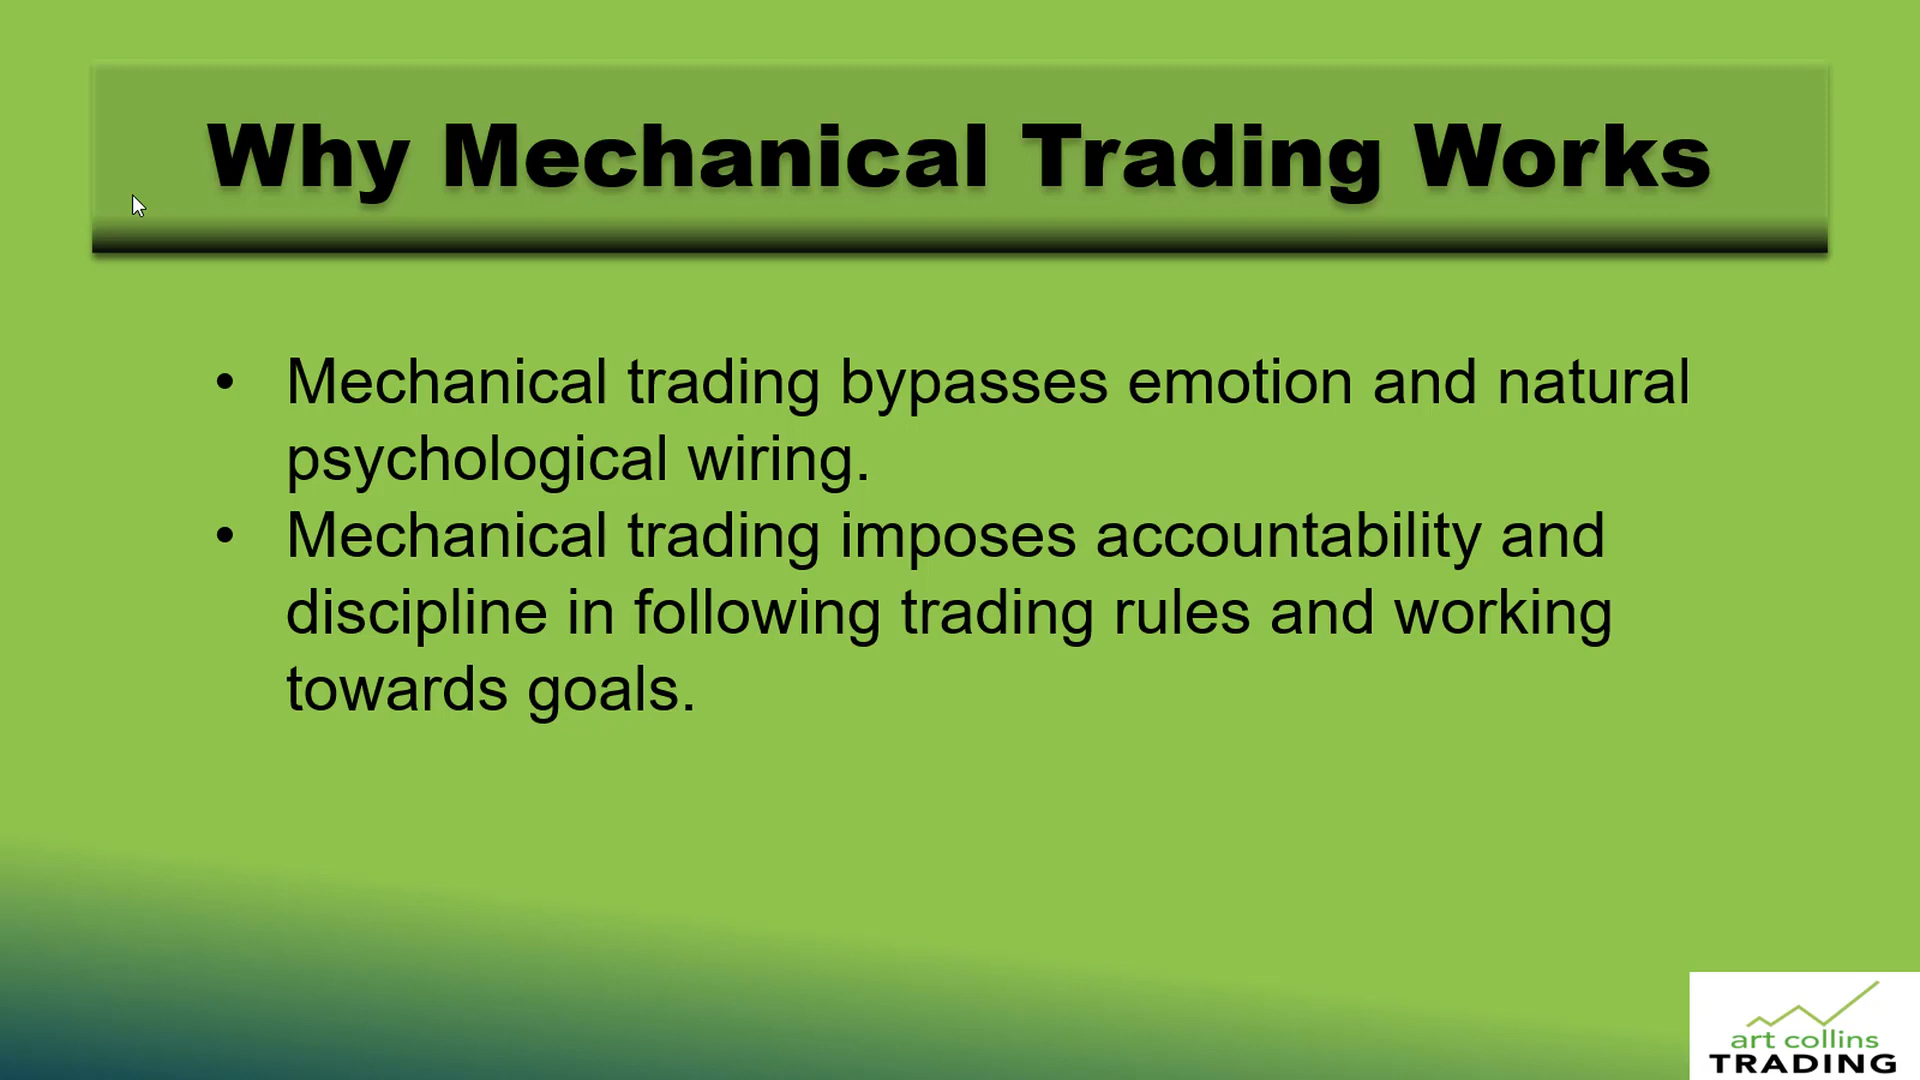 Why Mechanical Trading Works
• Mechanical trading bypasses emotion and natural
psychological wiring.
• Mechanical trading imposes accountability and
discipline in following trading rules and working
towards goals.
art collins
TRADING